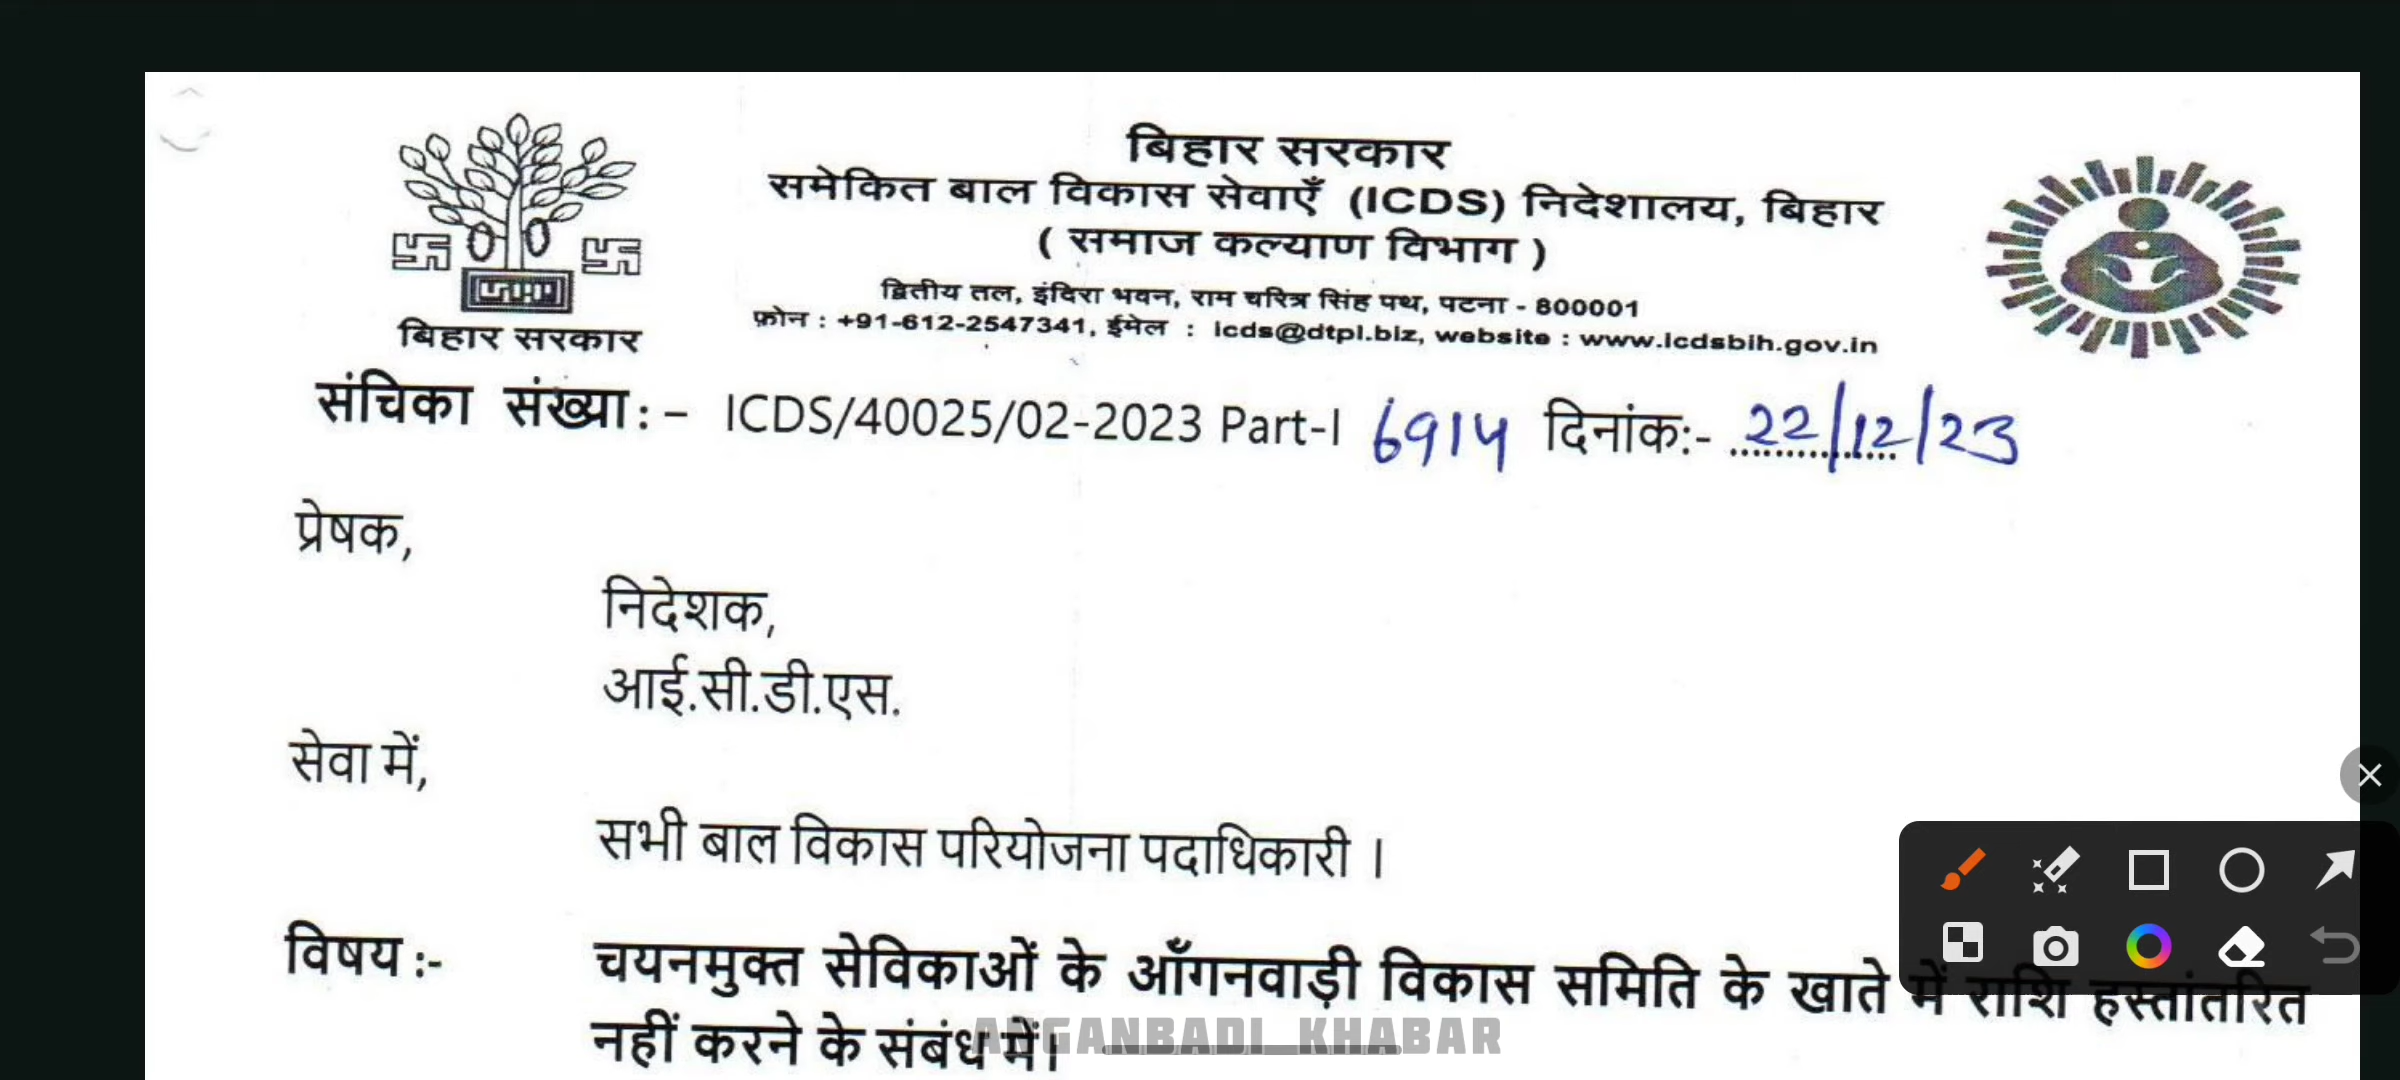 बिहार सरकार
समेकित बाल विकास सेवाएँ (ICDS) निदेशालय, बिहार
( समाज कल्याण विभाग )
द्वितीय तल, इंदिरा भवन, राम चरित्र सिंह पथ, पटना - 800001
फ़ोन : +91-612-2547341, ईमेल : icds@dtpl.biz, website : www.icdsbih.gov.in
बिहार सरकार
संचिका संख्या: – ICDS/40025/02-2023 Part-I 6914 दिनांक:- 22/12/23
प्रेषक,
निदेशक,
आई.सी.डी.एस.
सेवा में,
सभी बाल विकास परियोजना पदाधिकारी ।
विषय :- चयनमुक्त सेविकाओं के आँगनवाड़ी विकास समिति के खाते में राशि हस्तांतरित
नहीं करने के संबंध में।
ANGANBADI_KHABAR